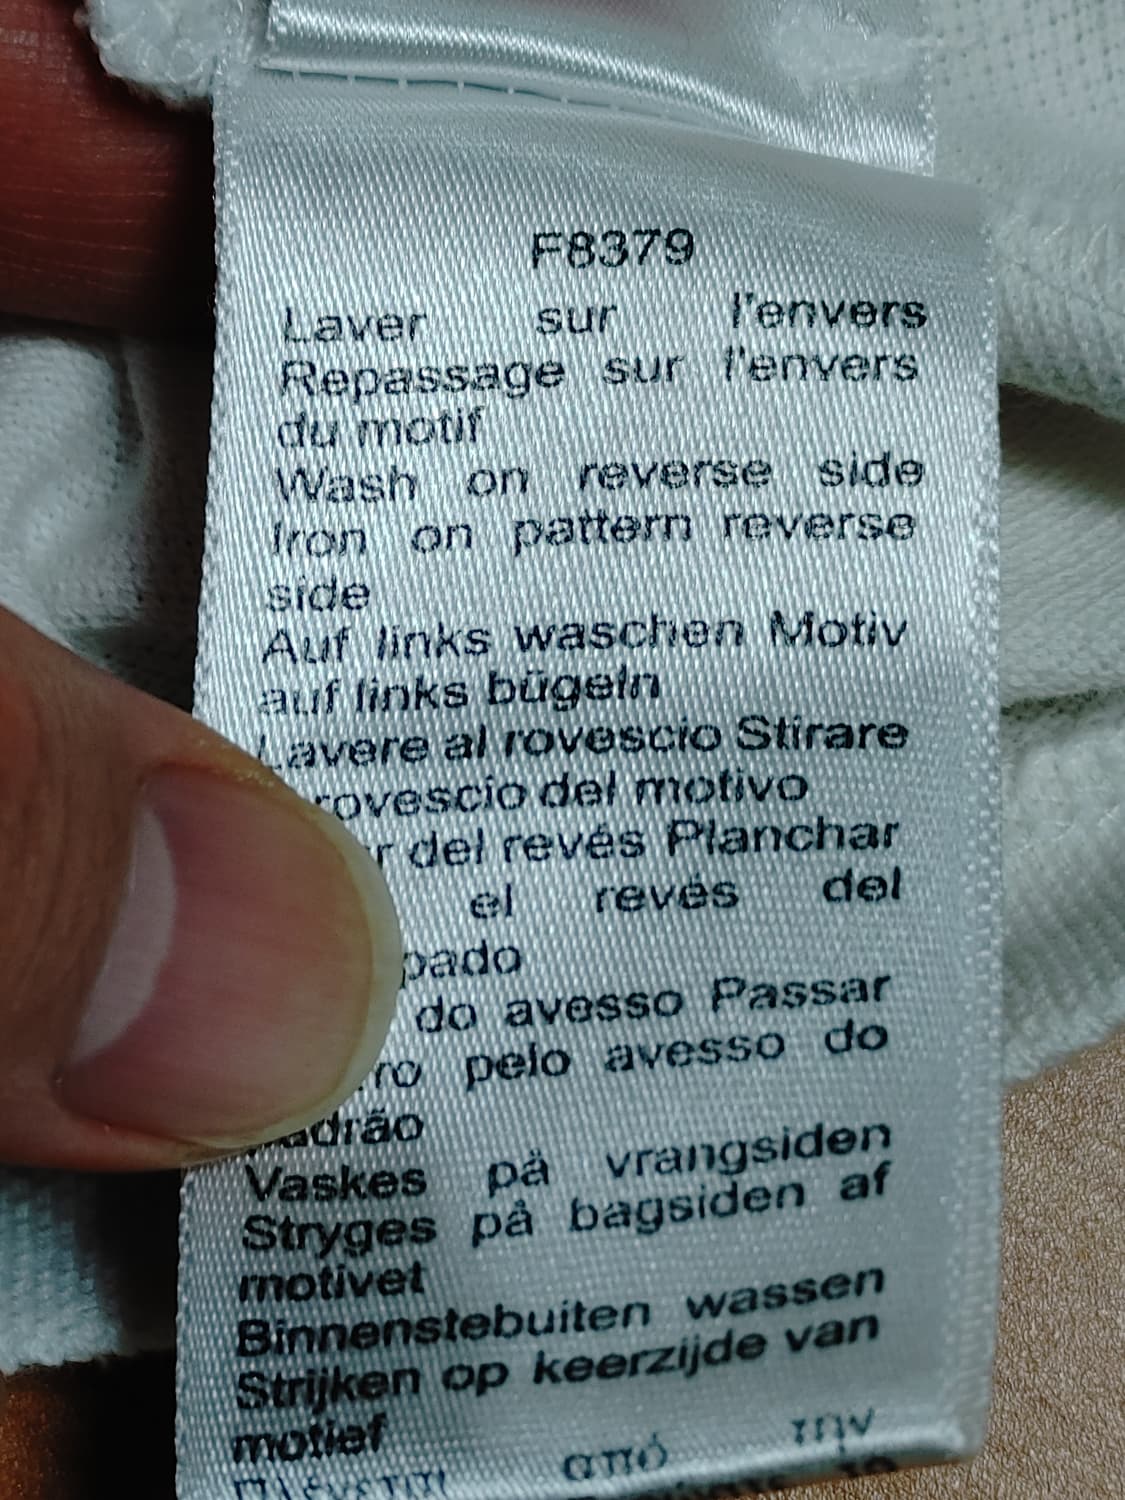 F8379
Laver sur l'envers
Repassage sur l'envers
du motif
Wash on reverse side
Iron on pattern reverse
side
Auf links waschen Motiv
auf links bügeln
Lavere al rovescio Stirare
rovescio del motivo
r del revés Planchar
el revés del
pado
do avesso Passar
ro pelo avesso do
adrão
Vaskes på vrangsiden
Stryges på bagsiden af
motivet
Binnenstebuiten wassen
Strijken op keerzijde van
motief
Πλένεται από την